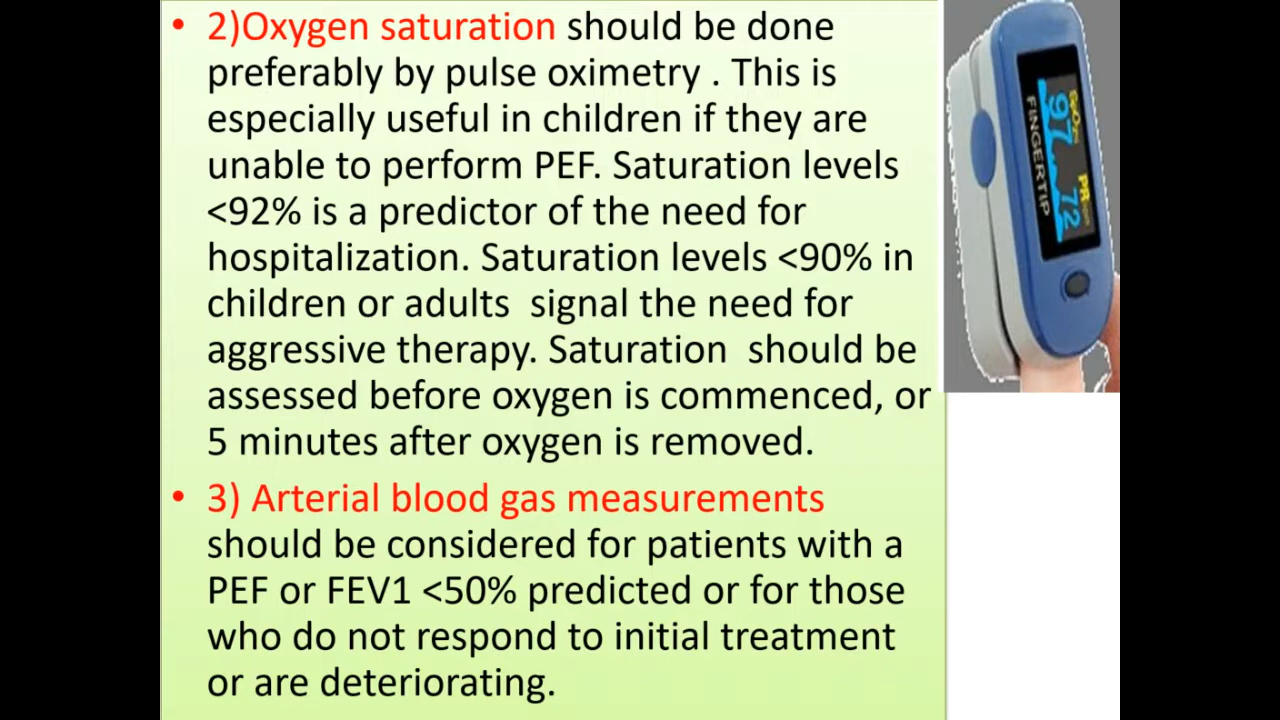 • 2)Oxygen saturation should be done
preferably by pulse oximetry . This is
especially useful in children if they are
unable to perform PEF. Saturation levels
<92% is a predictor of the need for
hospitalization. Saturation levels <90% in
children or adults  signal the need for
aggressive therapy. Saturation  should be
assessed before oxygen is commenced, or
5 minutes after oxygen is removed.
• 3) Arterial blood gas measurements
should be considered for patients with a
PEF or FEV1 <50% predicted or for those
who do not respond to initial treatment
or are deteriorating.
97
72
PR
FINGERTIP